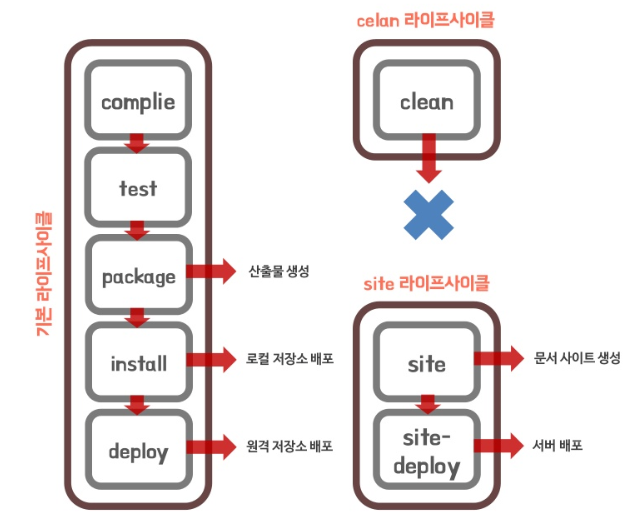 기본 라이프사이클
complie
test
package
산출물 생성
install
로컬 저장소 배포
deploy
원격 저장소 배포
celan 라이프사이클
clean
site 라이프사이클
site
문서 사이트 생성
site-
deploy
서버 배포